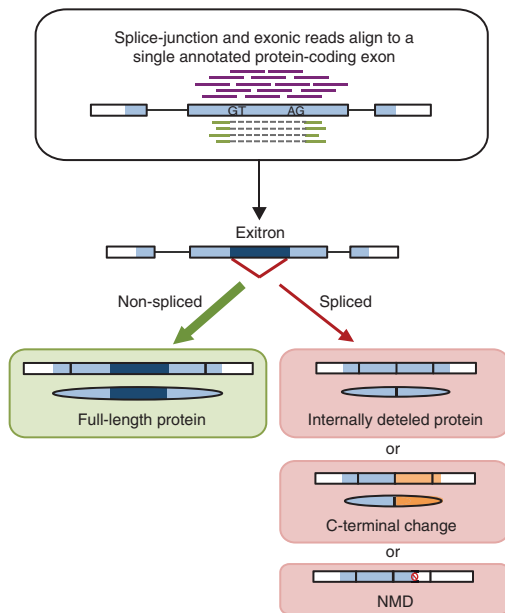 Splice-junction and exonic reads align to a
single annotated protein-coding exon
GT AG
Exitron
Non-spliced Spliced
Full-length protein
Internally deteled protein
or
C-terminal change
or
NMD